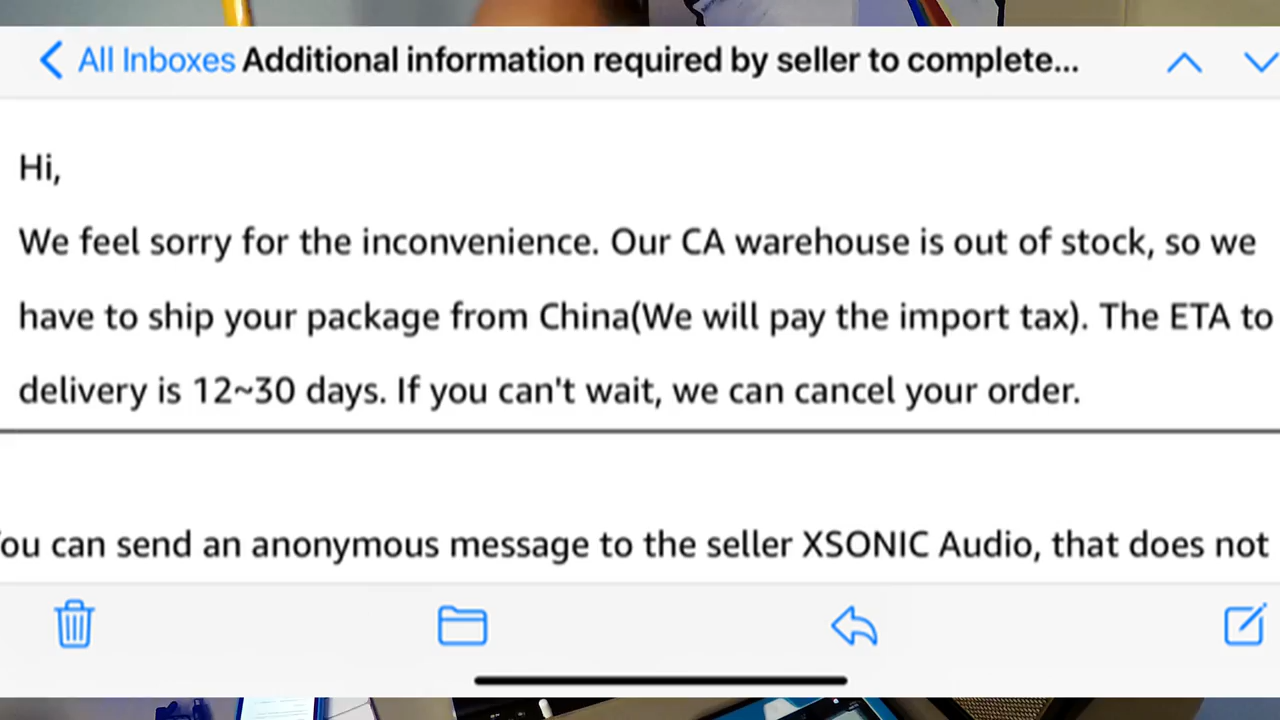 All Inboxes Additional information required by seller to complete...
Hi,
We feel sorry for the inconvenience. Our CA warehouse is out of stock, so we
have to ship your package from China(We will pay the import tax). The ETA to
delivery is 12~30 days. If you can't wait, we can cancel your order.
ou can send an anonymous message to the seller XSONIC Audio, that does not